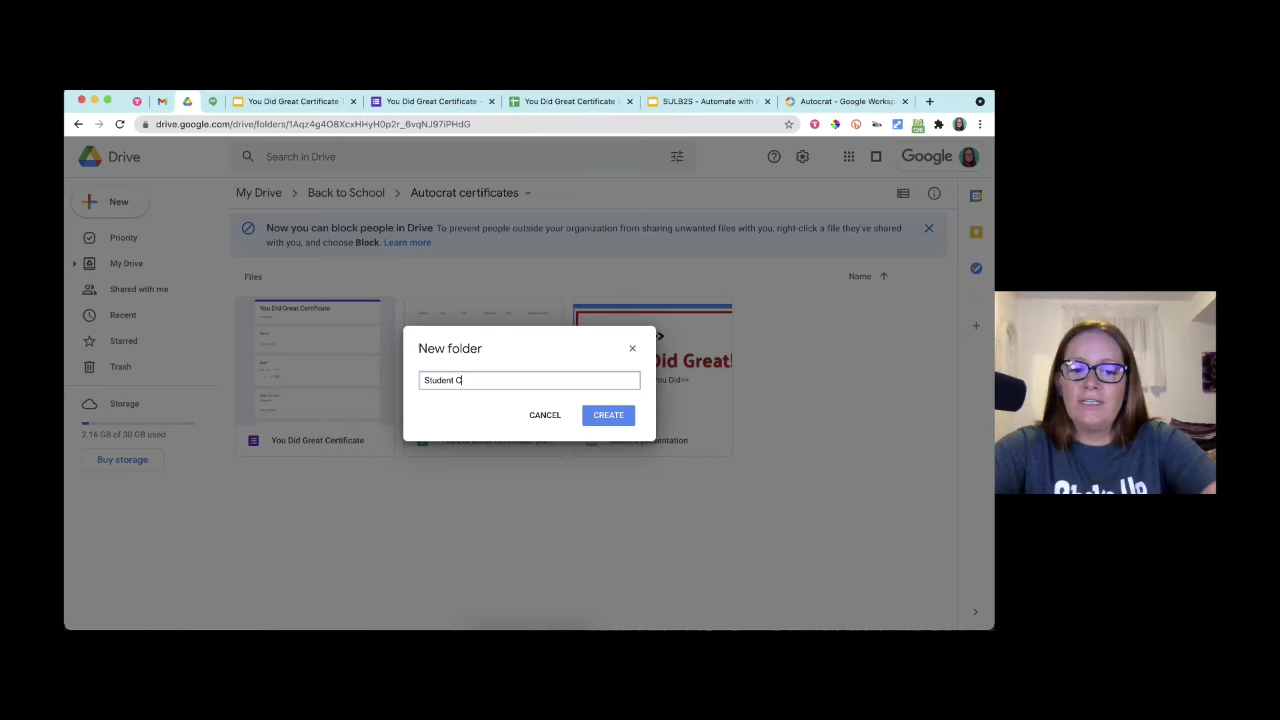 You Did Great Certificate T
You Did Great Certificate -
You Did Great Certificate
SULB2S - Automate with A
Autocrat - Google Worksp
drive.google.com/drive/folders/1Aqz4g4O8XcxHHyH0p2r_6vqNJ97iPHdG
126
Drive
Search in Drive
Google
New
My Drive > Back to School > Autocrat certificates
Now you can block people in Drive To prevent people outside your organization from sharing unwanted files with you, right-click a file they've shared
with you, and choose Block. Learn more
Priority
My Drive
Shared with me
Recent
Starred
Trash
Storage
2.16 GB of 30 GB used
Buy storage
Files
Name
You Did Great Certificate
Did Great!
You Did>>
New folder
Student C
CANCEL
CREATE
You Did Great Certificate
presentation